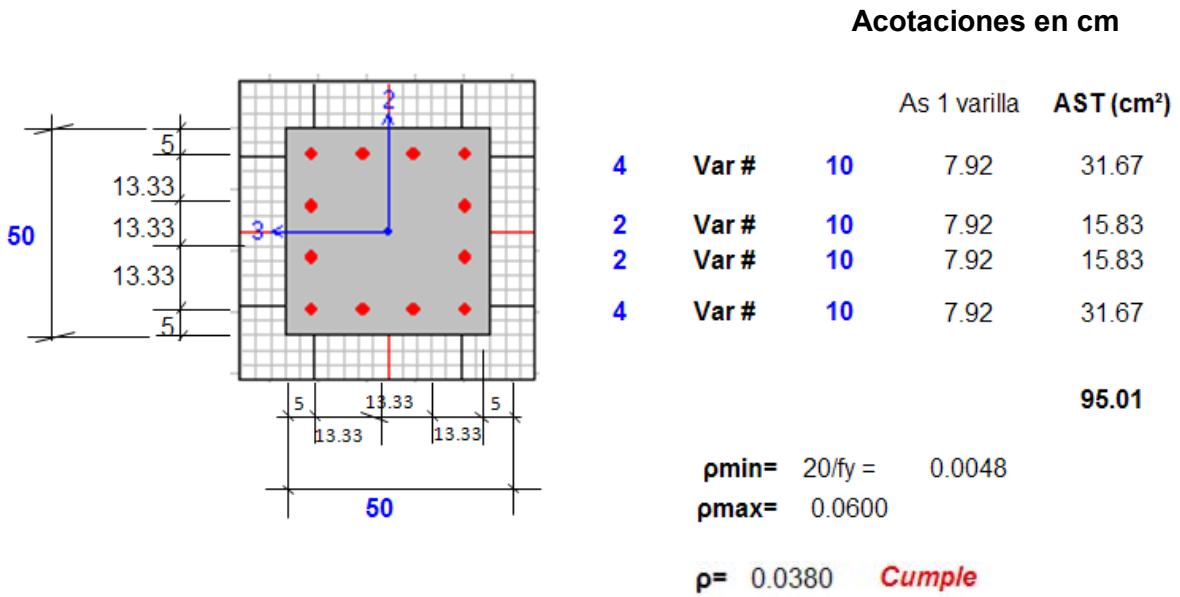 Acotaciones en cm
As 1 varilla AST (cm²)
4 Var # 10 7.92 31.67
2 Var # 10 7.92 15.83
2 Var # 10 7.92 15.83
4 Var # 10 7.92 31.67
95.01
ρmin= 20/fy = 0.0048
ρmax= 0.0600
ρ= 0.0380 Cumple
2
3
5
13.33
13.33
13.33
5
50
5 13.33 5
13.33 13.33
50